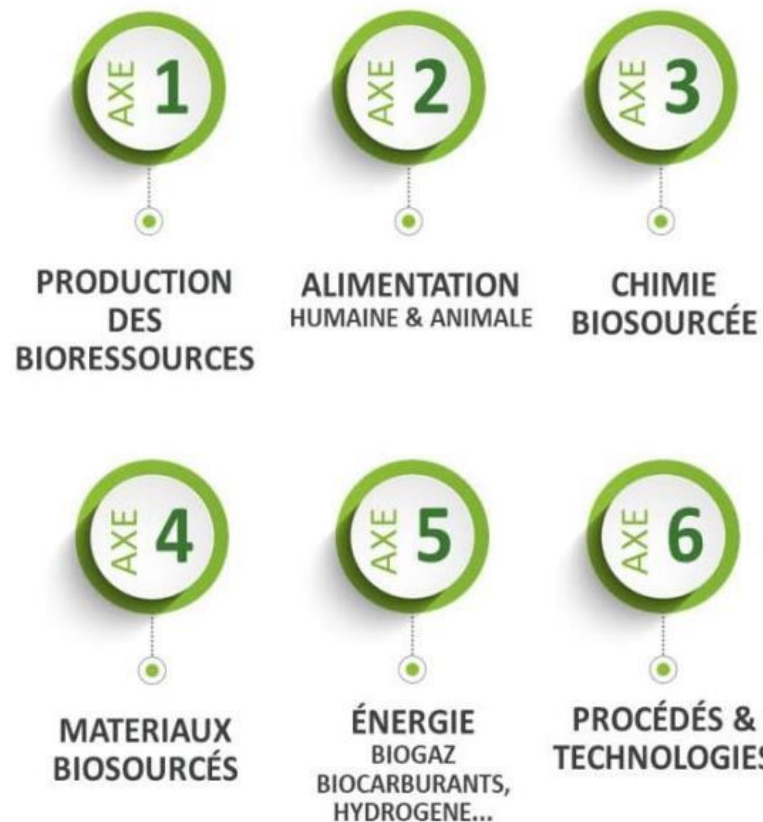 AXE 1
AXE 2
AXE 3
PRODUCTION
DES
BIORESSOURCES
ALIMENTATION
HUMAINE & ANIMALE
CHIMIE
BIOSOURCÉE
AXE 4
AXE 5
AXE 6
MATERIAUX
BIOSOURCÉS
ÉNERGIE
BIOGAZ
BIOCARBURANTS,
HYDROGENE...
PROCÉDÉS &
TECHNOLOGIES